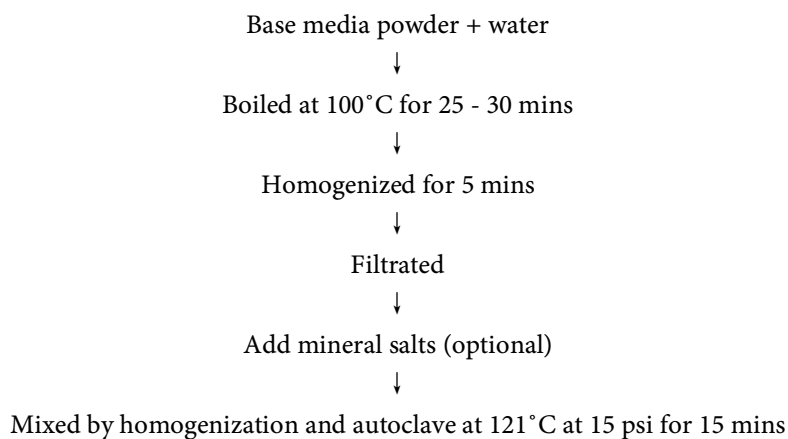 Base media powder + water
↓
Boiled at 100˚C for 25 - 30 mins
↓
Homogenized for 5 mins
↓
Filtrated
↓
Add mineral salts (optional)
↓
Mixed by homogenization and autoclave at 121˚C at 15 psi for 15 mins